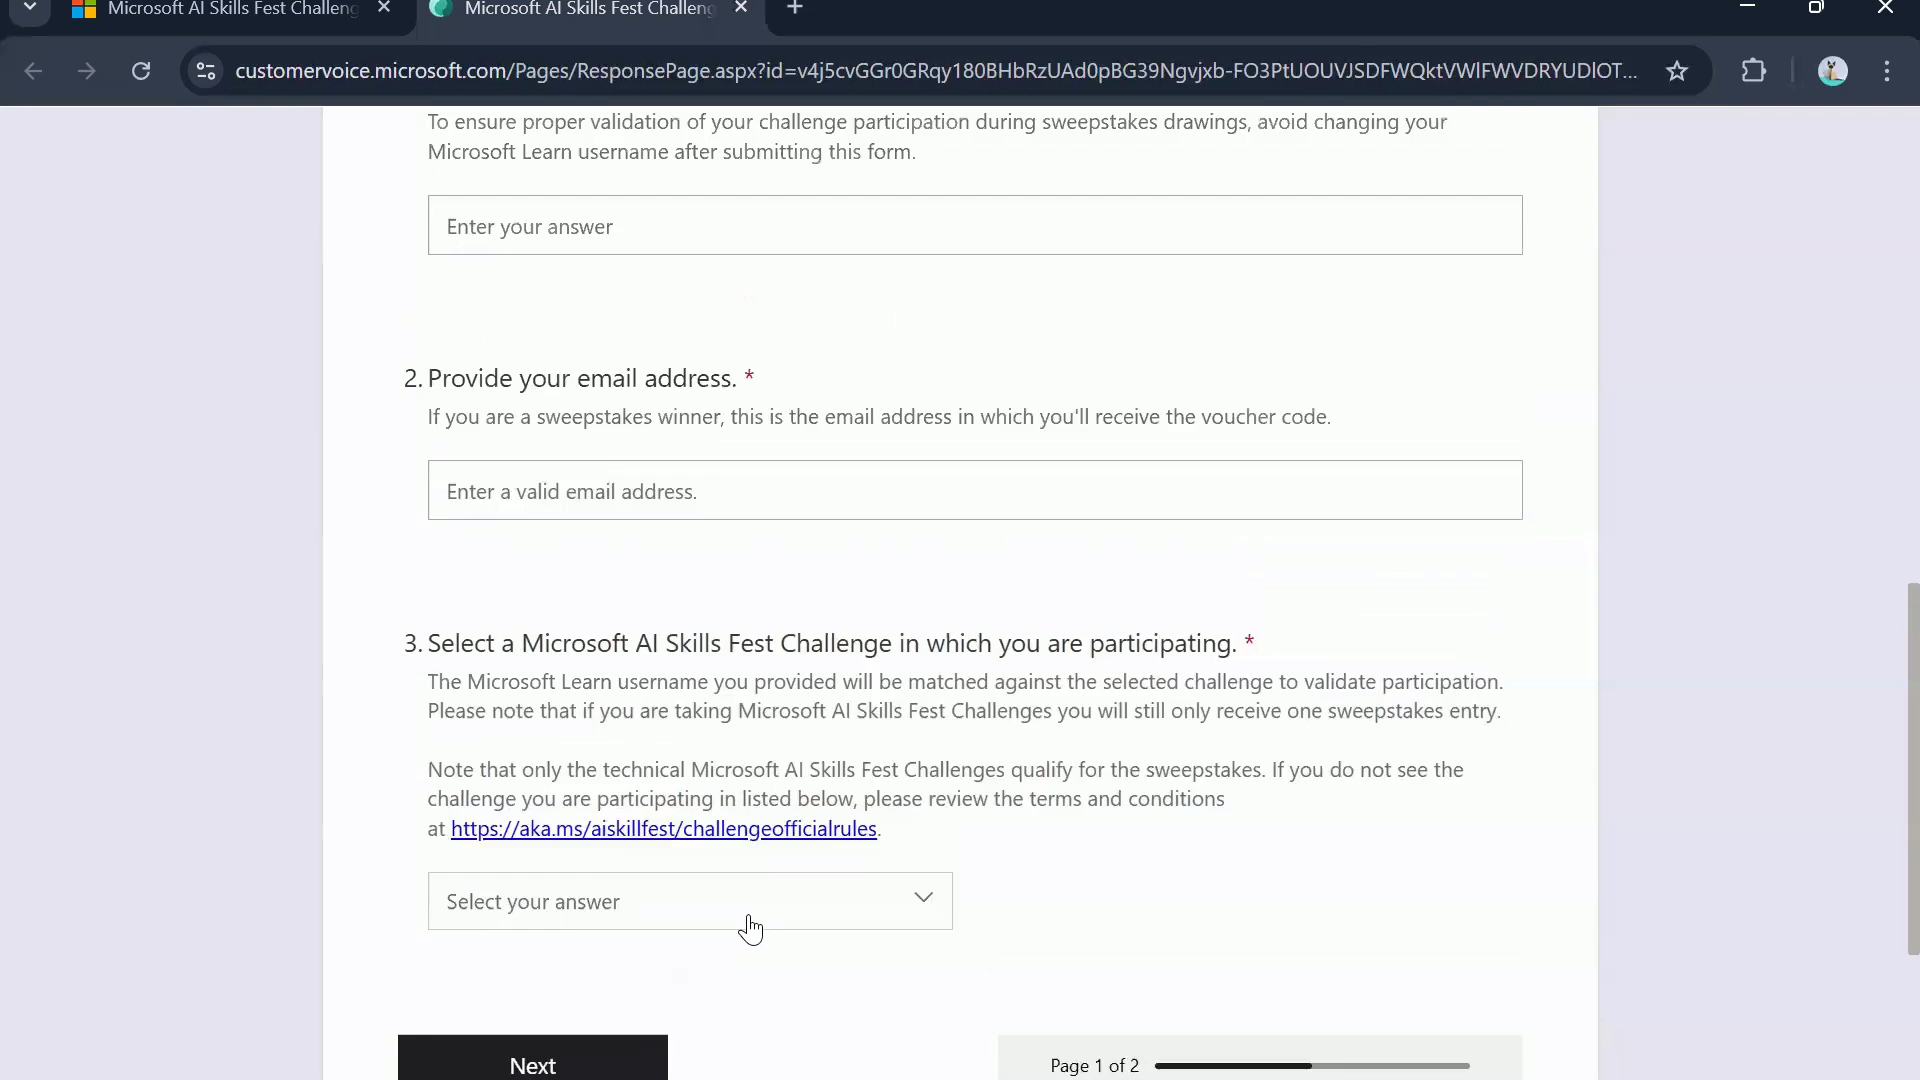 Microsoft AI Skills Fest Challeng
Microsoft AI Skills Fest Challeng
customervoice.microsoft.com/Pages/ResponsePage.aspx?id=v4j5cvGGr0GRqy180BHbRzUAd0pBG39Ngvjxb-FO3PtUOUVJSDFWQktVWlFWVDRYUDlOT...
To ensure proper validation of your challenge participation during sweepstakes drawings, avoid changing your
Microsoft Learn username after submitting this form.
Enter your answer
2. Provide your email address. *
If you are a sweepstakes winner, this is the email address in which you'll receive the voucher code.
Enter a valid email address.
3. Select a Microsoft AI Skills Fest Challenge in which you are participating. *
The Microsoft Learn username you provided will be matched against the selected challenge to validate participation.
Please note that if you are taking Microsoft AI Skills Fest Challenges you will still only receive one sweepstakes entry.
Note that only the technical Microsoft AI Skills Fest Challenges qualify for the sweepstakes. If you do not see the
challenge you are participating in listed below, please review the terms and conditions
at https://aka.ms/aiskillfest/challengeofficialrules.
Select your answer
Next
Page 1 of 2